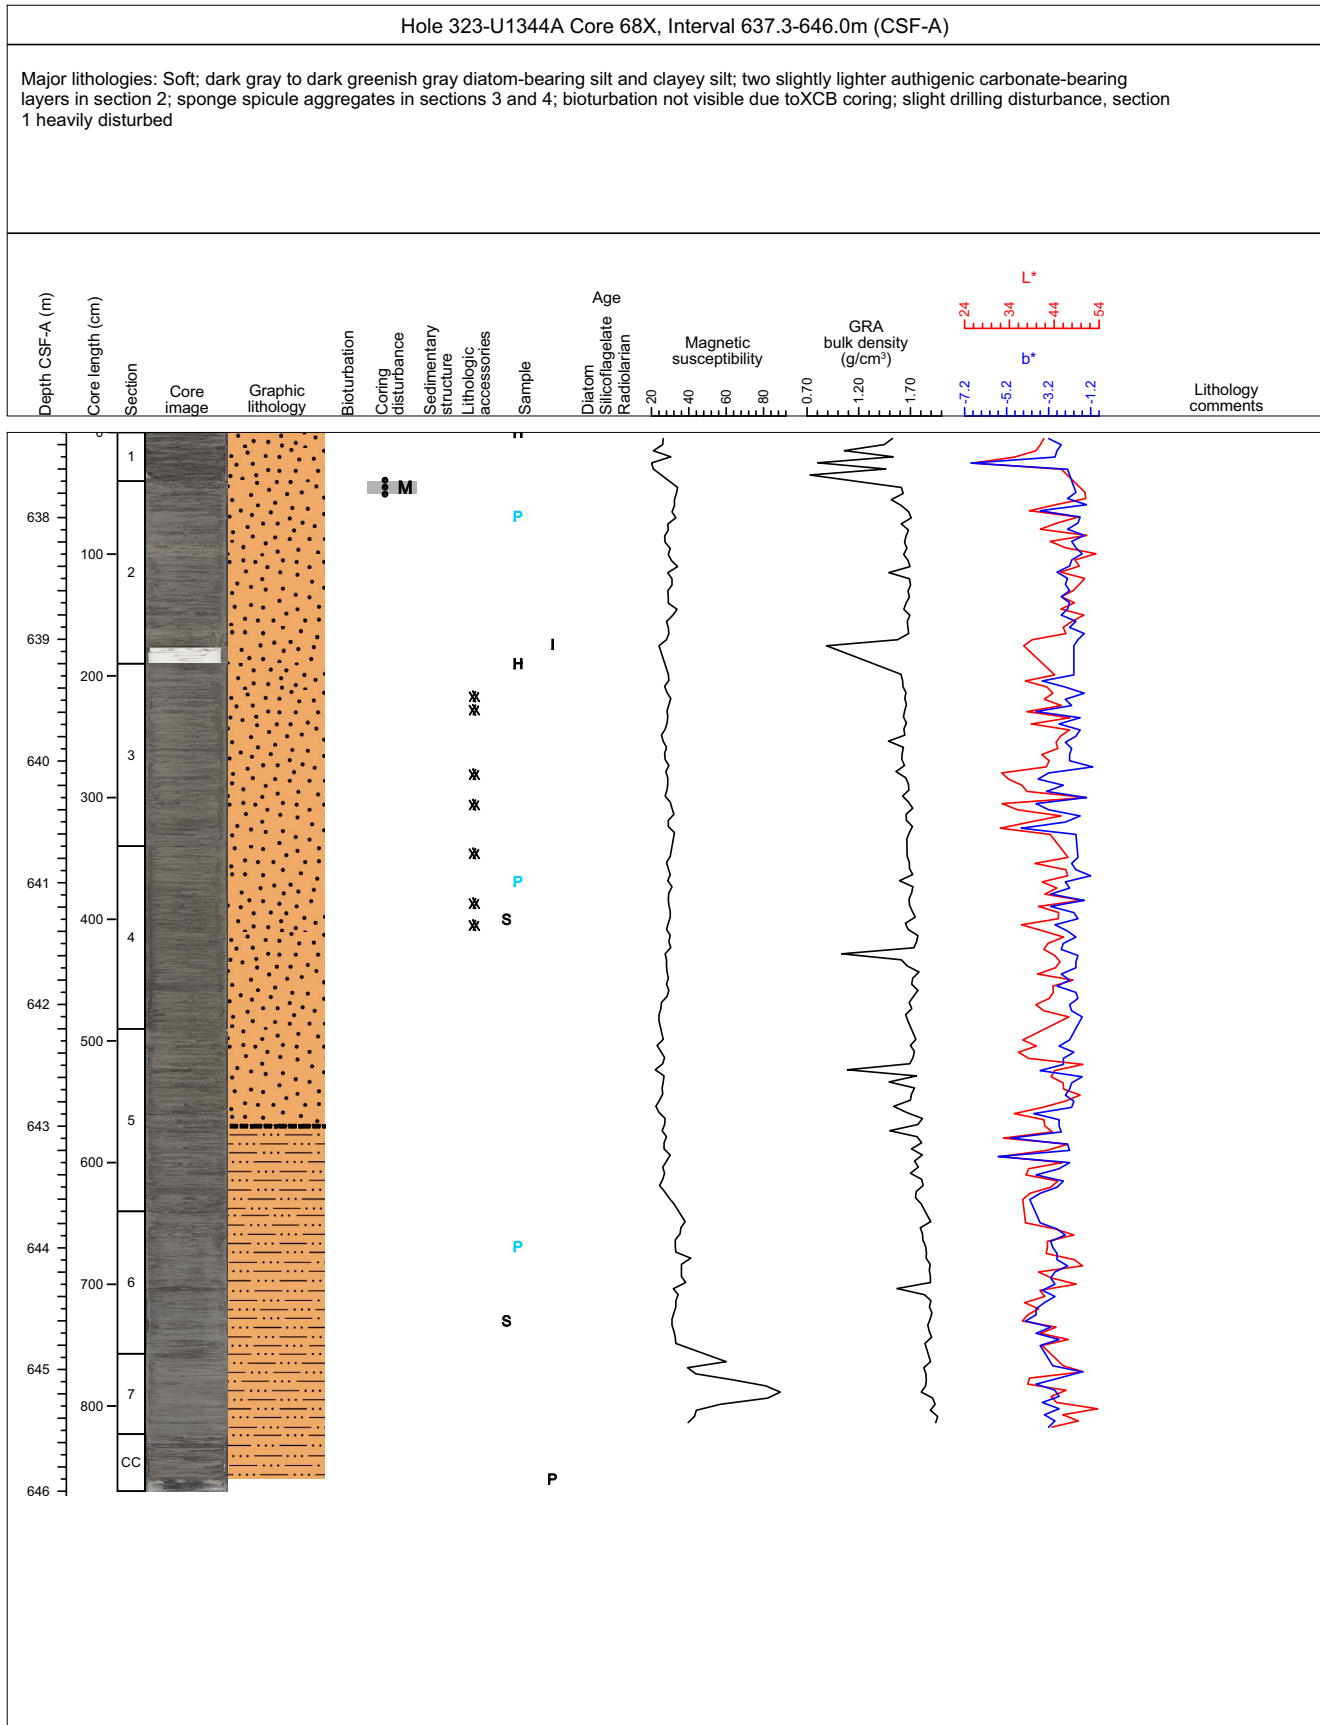 Hole 323-U1344A Core 68X, Interval 637.3-646.0m (CSF-A)
Major lithologies: Soft; dark gray to dark greenish gray diatom-bearing silt and clayey silt; two slightly lighter authigenic carbonate-bearing
layers in section 2; sponge spicule aggregates in sections 3 and 4; bioturbation not visible due toXCB coring; slight drilling disturbance, section
1 heavily disturbed
Depth CSF-A (m)
Core length (cm)
Section
Core
image
Graphic
lithology
Bioturbation
Coring
disturbance
Sedimentary
structure
Lithologic
accessories
Sample
Age
Diatom
Silicoflagelate
Radiolarian
Magnetic
susceptibility
20 40 60 80
GRA
bulk density
(g/cm³)
0.70 1.20 1.70
L*
24 34 44 54
b*
-7.2 -5.2 -3.2 -1.2
Lithology
comments
0
H
1
M
638
P
100
2
639
I
H
200
3
640
300
641
P
400
S
4
642
500
5
643
600
644
P
6
700
S
645
7
800
CC
P
646